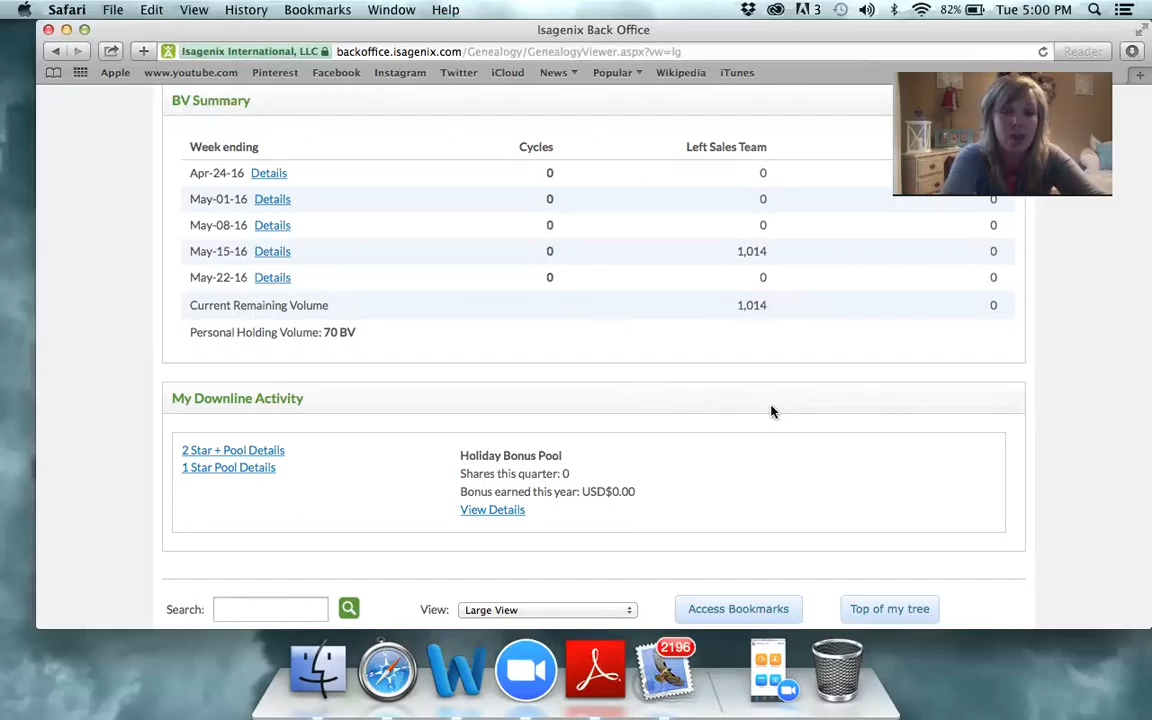 Safari File Edit View History Bookmarks Window Help 3 82% Tue 5:00 PM
Isagenix Back Office
Isagenix International, LLC backoffice.isagenix.com/Genealogy/GenealogyViewer.aspx?vw=lg Reader
Apple www.youtube.com Pinterest Facebook Instagram Twitter iCloud News Popular Wikipedia iTunes
BV Summary
Week ending Cycles Left Sales Team
Apr-24-16 Details 0 0
May-01-16 Details 0 0 0
May-08-16 Details 0 0 0
May-15-16 Details 0 1,014 0
May-22-16 Details 0 0 0
Current Remaining Volume 1,014 0
Personal Holding Volume: 70 BV
My Downline Activity
2 Star + Pool Details
1 Star Pool Details
Holiday Bonus Pool
Shares this quarter: 0
Bonus earned this year: USD$0.00
View Details
Search: View: Large View Access Bookmarks Top of my tree
2196